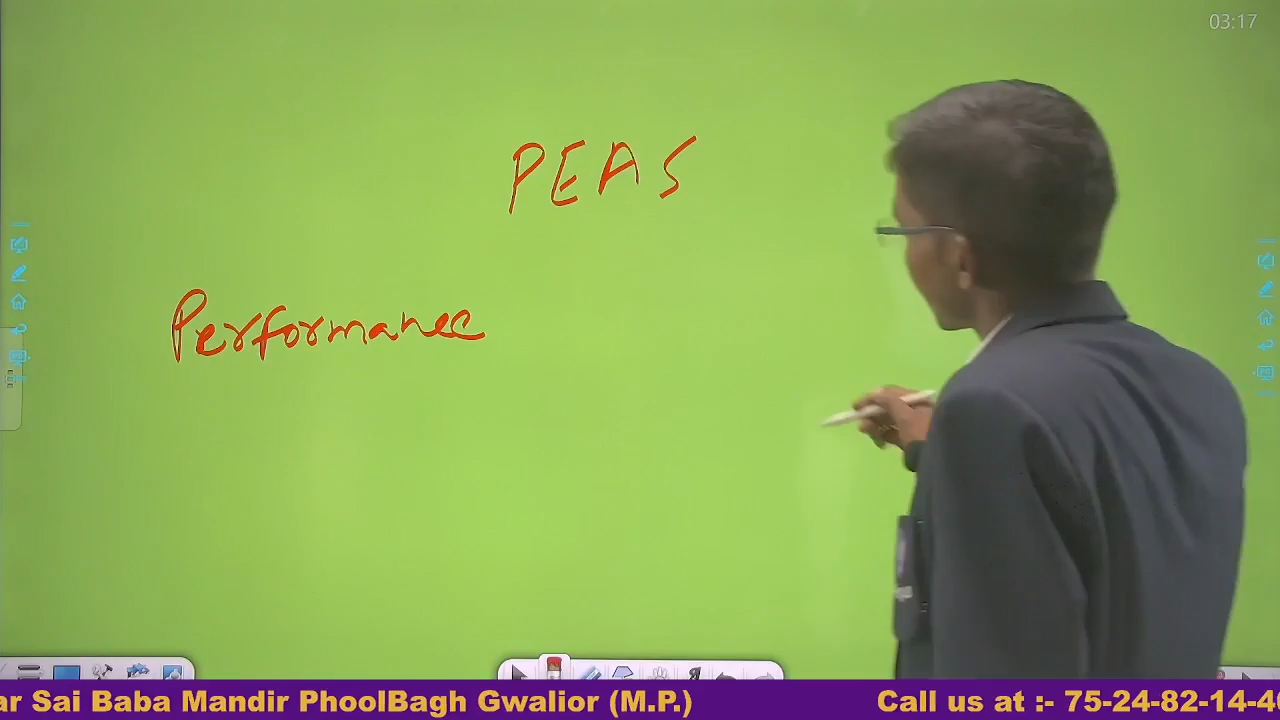 03:17
PEAS
Performance
ar Sai Baba Mandir PhoolBagh Gwalior (M.P.) Call us at :- 75-24-82-14-4